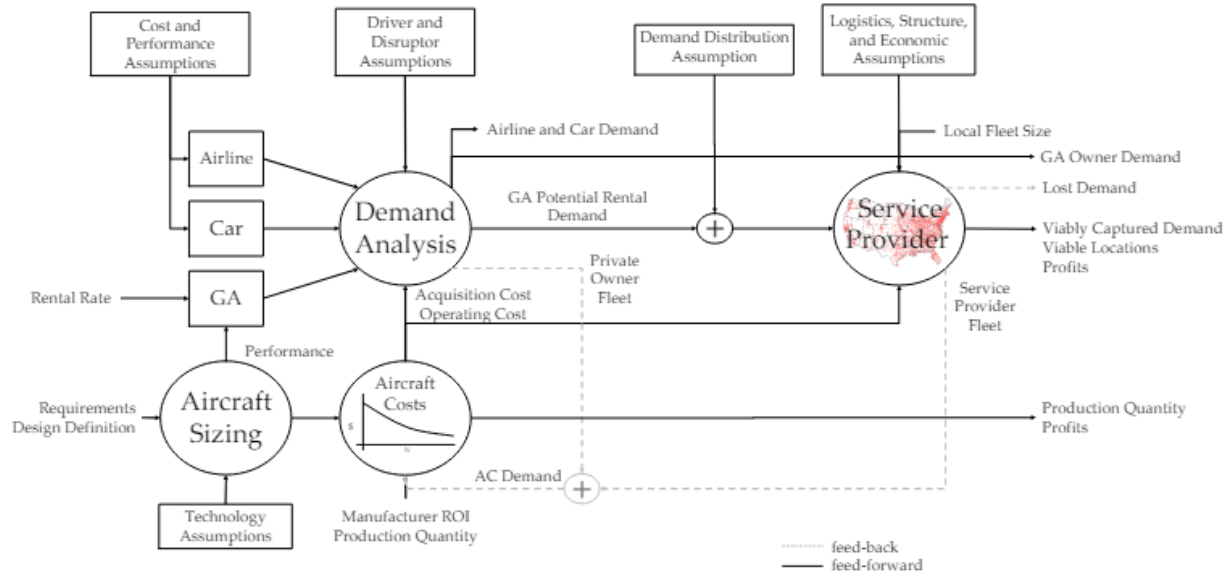 Cost and
Performance
Assumptions
Driver and
Disruptor
Assumptions
Demand Distribution
Assumption
Logistics, Structure,
and Economic
Assumptions
Airline
Airline and Car Demand
Local Fleet Size
GA Owner Demand
Lost Demand
Car
Demand
Analysis
GA Potential Rental
Demand
+
Service
Provider
Viably Captured Demand
Viable Locations
Profits
Rental Rate
GA
Private
Owner
Fleet
Acquisition Cost
Operating Cost
Service
Provider
Fleet
Performance
Requirements
Design Definition
Aircraft
Sizing
Aircraft
Costs
$
Production Quantity
Profits
AC Demand
+
Technology
Assumptions
Manufacturer ROI
Production Quantity
feed-back
feed-forward